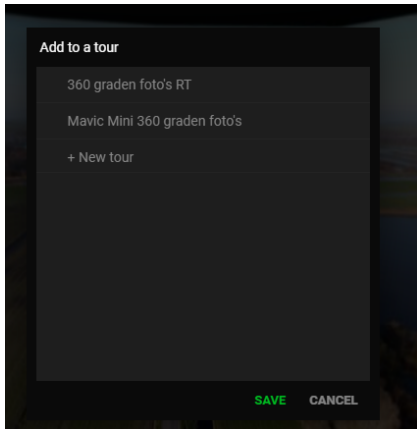 Add to a tour
360 graden foto's RT
Mavic Mini 360 graden foto's
+ New tour
SAVE CANCEL